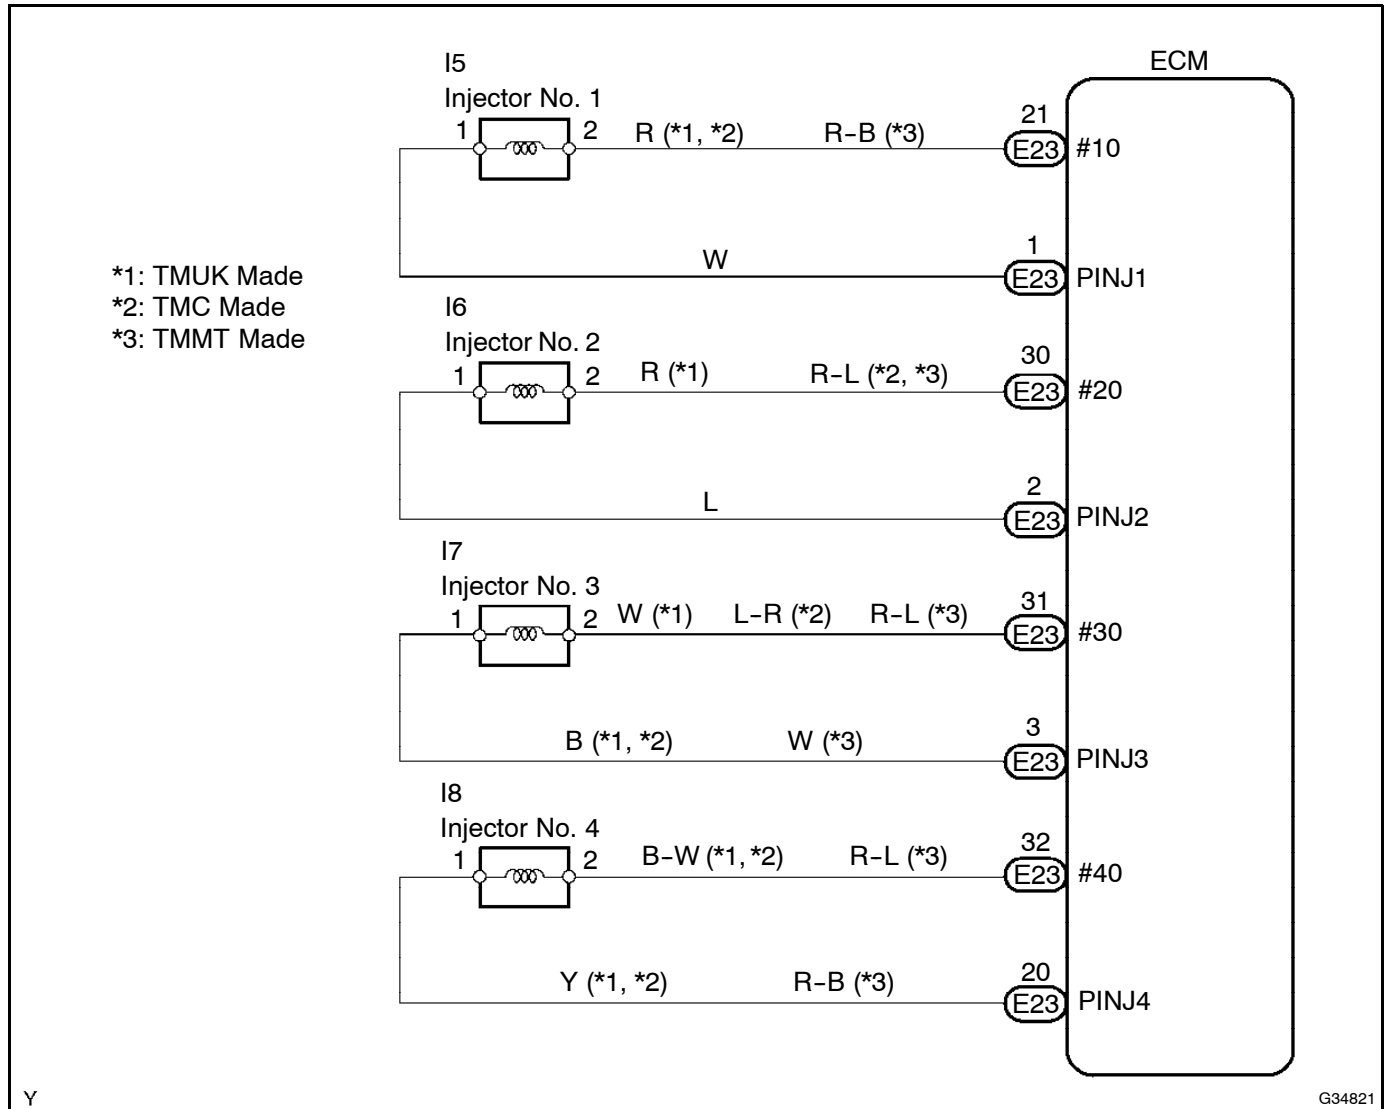 ECM
I5
Injector No. 1
1 2 R (*1, *2) R-B (*3) 21
E23 #10
W 1
E23 PINJ1
*1: TMUK Made
*2: TMC Made
*3: TMMT Made
I6
Injector No. 2
1 2 R (*1) R-L (*2, *3) 30
E23 #20
L 2
E23 PINJ2
I7
Injector No. 3
1 2 W (*1) L-R (*2) R-L (*3) 31
E23 #30
B (*1, *2) W (*3) 3
E23 PINJ3
I8
Injector No. 4
1 2 B-W (*1, *2) R-L (*3) 32
E23 #40
Y (*1, *2) R-B (*3) 20
E23 PINJ4
Y G34821